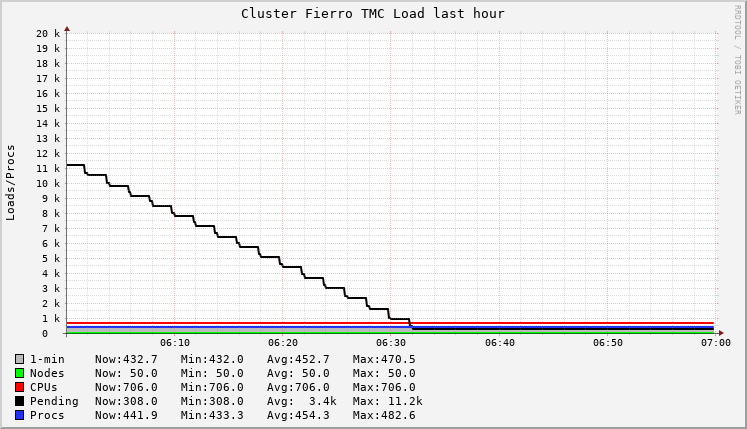 Cluster Fierro TMC Load last hour
RRDTOOL / TOBI OETIKER
Loads/Procs
20 k
19 k
18 k
17 k
16 k
15 k
14 k
13 k
12 k
11 k
10 k
9 k
8 k
7 k
6 k
5 k
4 k
3 k
2 k
1 k
0
06:10 06:20 06:30 06:40 06:50 07:00
1-min Now:432.7 Min:432.0 Avg:452.7 Max:470.5
Nodes Now: 50.0 Min: 50.0 Avg: 50.0 Max: 50.0
CPUs Now:706.0 Min:706.0 Avg:706.0 Max:706.0
Pending Now:308.0 Min:308.0 Avg: 3.4k Max: 11.2k
Procs Now:441.9 Min:433.3 Avg:454.3 Max:482.6